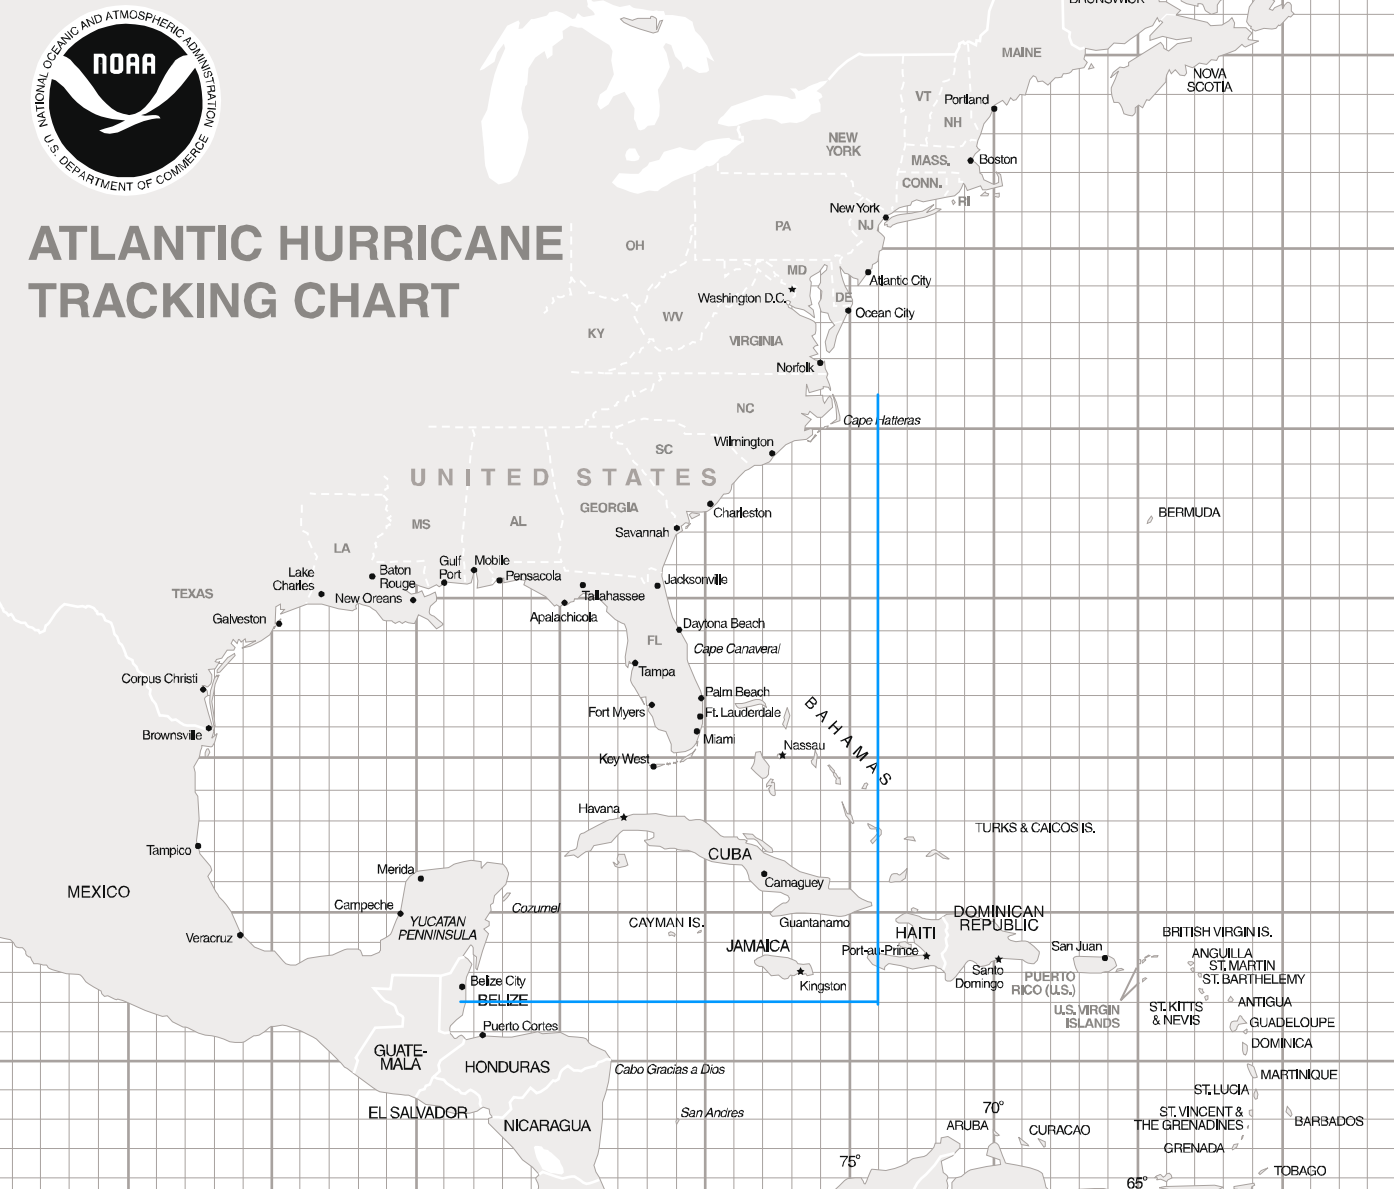 NATIONAL OCEANIC AND ATMOSPHERIC ADMINISTRATION
NOAA
U.S. DEPARTMENT OF COMMERCE
ATLANTIC HURRICANE
TRACKING CHART
BRUNSWICK
MAINE
NOVA
SCOTIA
VT
Portland
NH
NEW
YORK
MASS.
Boston
CONN.
RI
New York
NJ
PA
OH
MD
Atlantic City
Washington D.C.
DE
Ocean City
WV
KY
VIRGINIA
Norfolk
NC
Cape Hatteras
Wilmington
SC
UNITED STATES
GEORGIA
Charleston
BERMUDA
MS
AL
Savannah
LA
Gulf
Port
Mobile
Baton
Rouge
Lake
Charles
Pensacola
Jacksonville
TEXAS
New Orleans
Tallahassee
Apalachicola
Galveston
Daytona Beach
FL
Cape Canaveral
Tampa
Corpus Christi
Palm Beach
Fort Myers
Ft. Lauderdale
BAHAMAS
Brownsville
Miami
Nassau
Key West
Havana
TURKS & CAICOS IS.
Tampico
CUBA
Merida
Camaguey
MEXICO
Campeche
Cozumel
YUCATAN
PENNINSULA
CAYMAN IS.
Guantanamo
DOMINICAN
REPUBLIC
HAITI
Veracruz
JAMAICA
Port-au-Prince
San Juan
BRITISH VIRGIN IS.
ANGUILLA
ST. MARTIN
ST. BARTHELEMY
Belize City
Kingston
Santo
Domingo
PUERTO
RICO (U.S.)
BELIZE
ANTIGUA
ST. KITTS
& NEVIS
U.S. VIRGIN
ISLANDS
GUADELOUPE
Puerto Cortes
DOMINICA
GUATE-
MALA
HONDURAS
Cabo Gracias a Dios
MARTINIQUE
ST. LUCIA
EL SALVADOR
San Andres
70°
ST. VINCENT &
THE GRENADINES
BARBADOS
NICARAGUA
ARUBA
CURACAO
GRENADA
75°
TOBAGO
65°